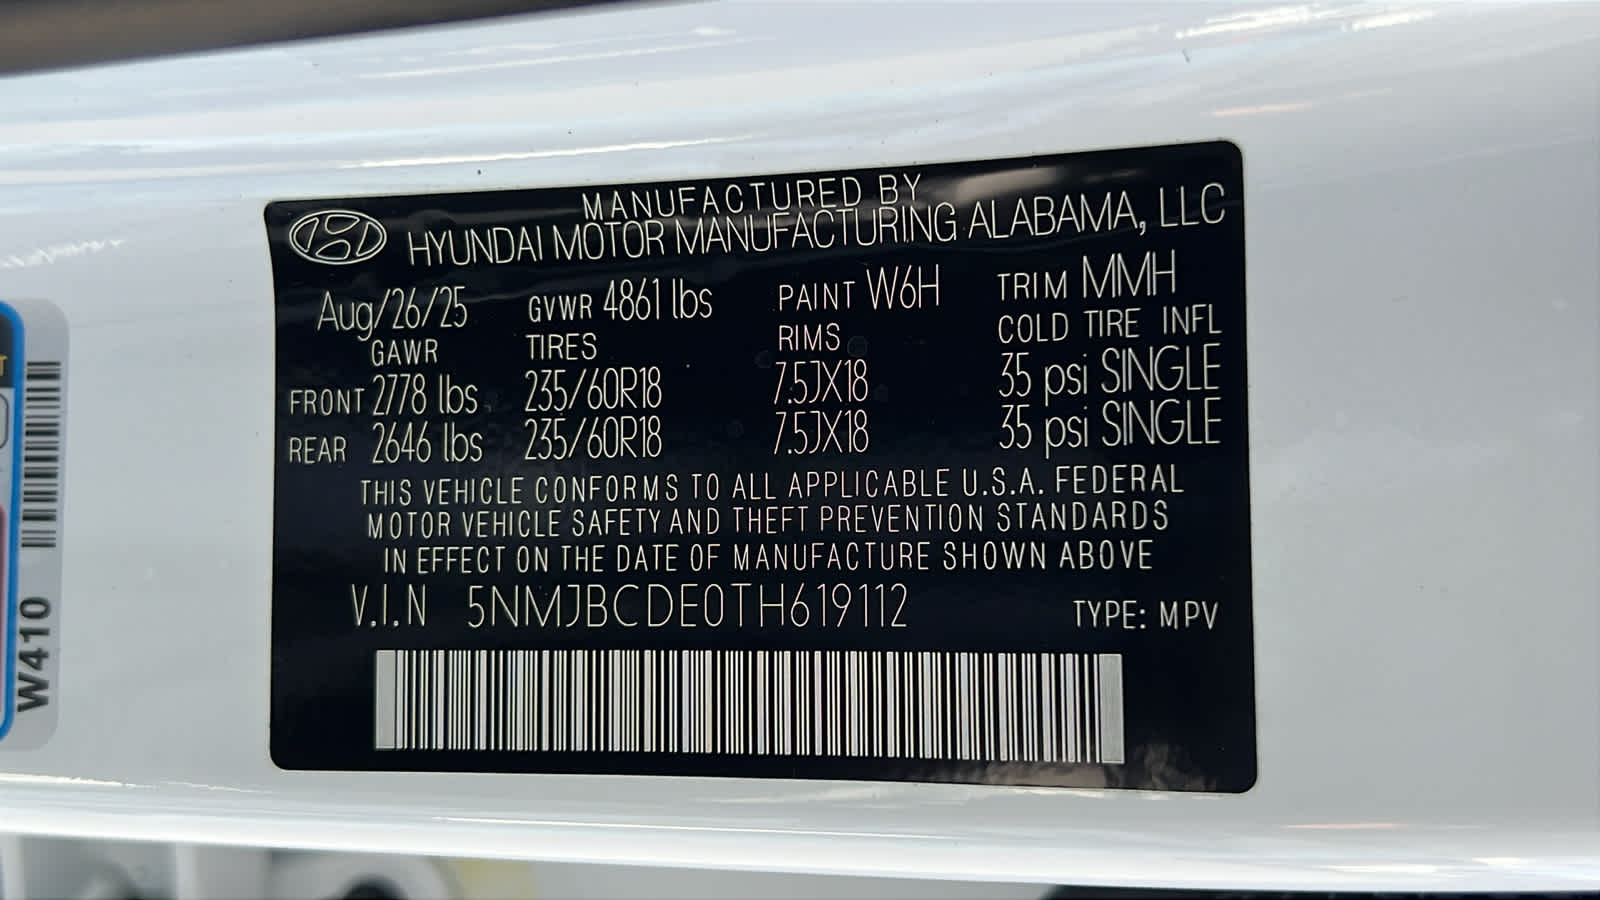 MANUFACTURED BY
HYUNDAI MOTOR MANUFACTURING ALABAMA, LLC
Aug/26/25 GVWR 4861 lbs PAINT W6H TRIM MMH
GAWR TIRES RIMS COLD TIRE INFL
FRONT 2778 lbs 235/60R18 7.5JX18 35 psi SINGLE
REAR 2646 lbs 235/60R18 7.5JX18 35 psi SINGLE
THIS VEHICLE CONFORMS TO ALL APPLICABLE U.S.A. FEDERAL
MOTOR VEHICLE SAFETY AND THEFT PREVENTION STANDARDS
IN EFFECT ON THE DATE OF MANUFACTURE SHOWN ABOVE
V.I.N 5NMJBCDE0TH619112 TYPE: MPV
W410